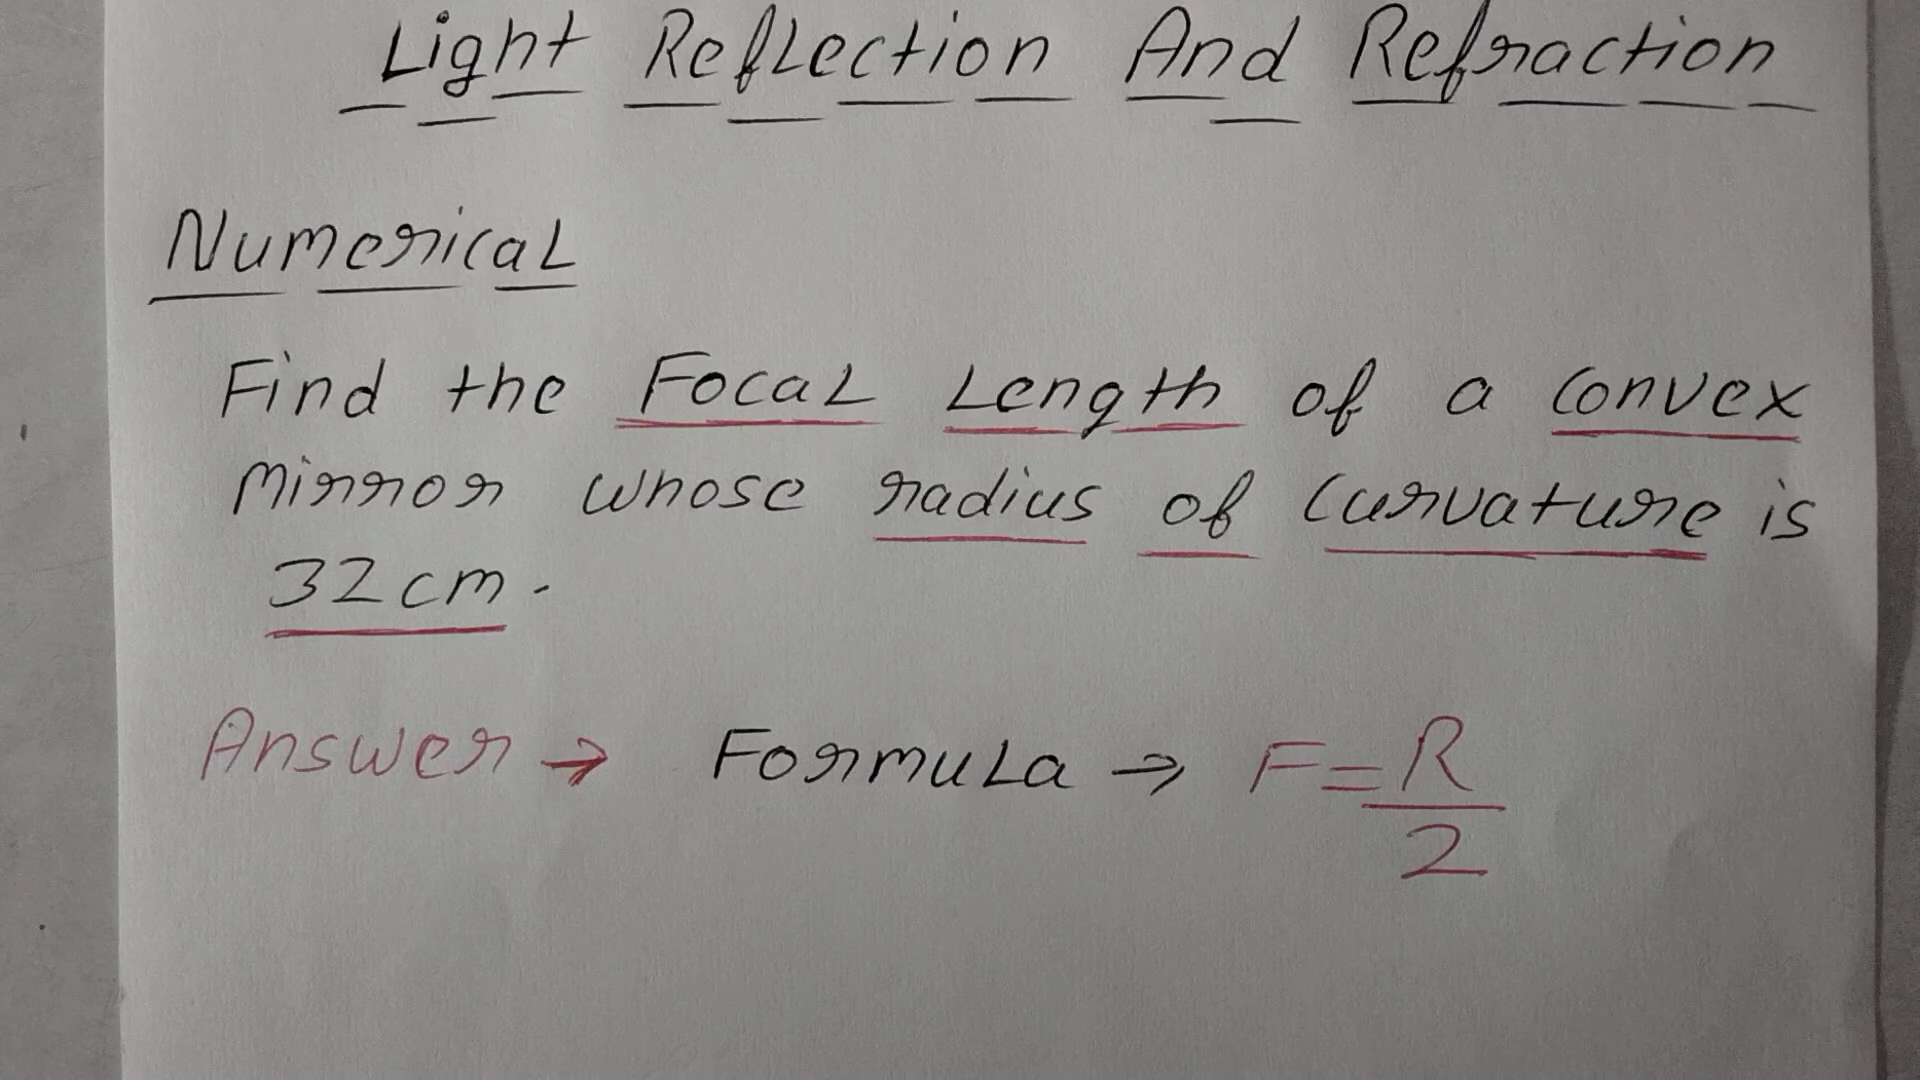 Light Reflection And Refraction
Numerical
Find the Focal Length of a Convex
mirror whose radius of Curvature is
32cm.
Answer → Formula → F = R/2